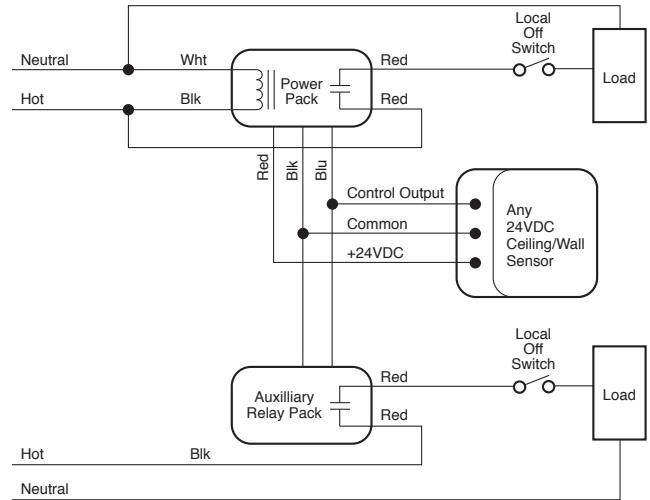 Local
Off
Switch
Neutral
Wht
Red
Power
Pack
Load
Hot
Blk
Red
Red
Blk
Blu
Control Output
Common
+24VDC
Any
24VDC
Ceiling/Wall
Sensor
Local
Off
Switch
Red
Auxilliary
Relay Pack
Load
Red
Hot
Blk
Neutral